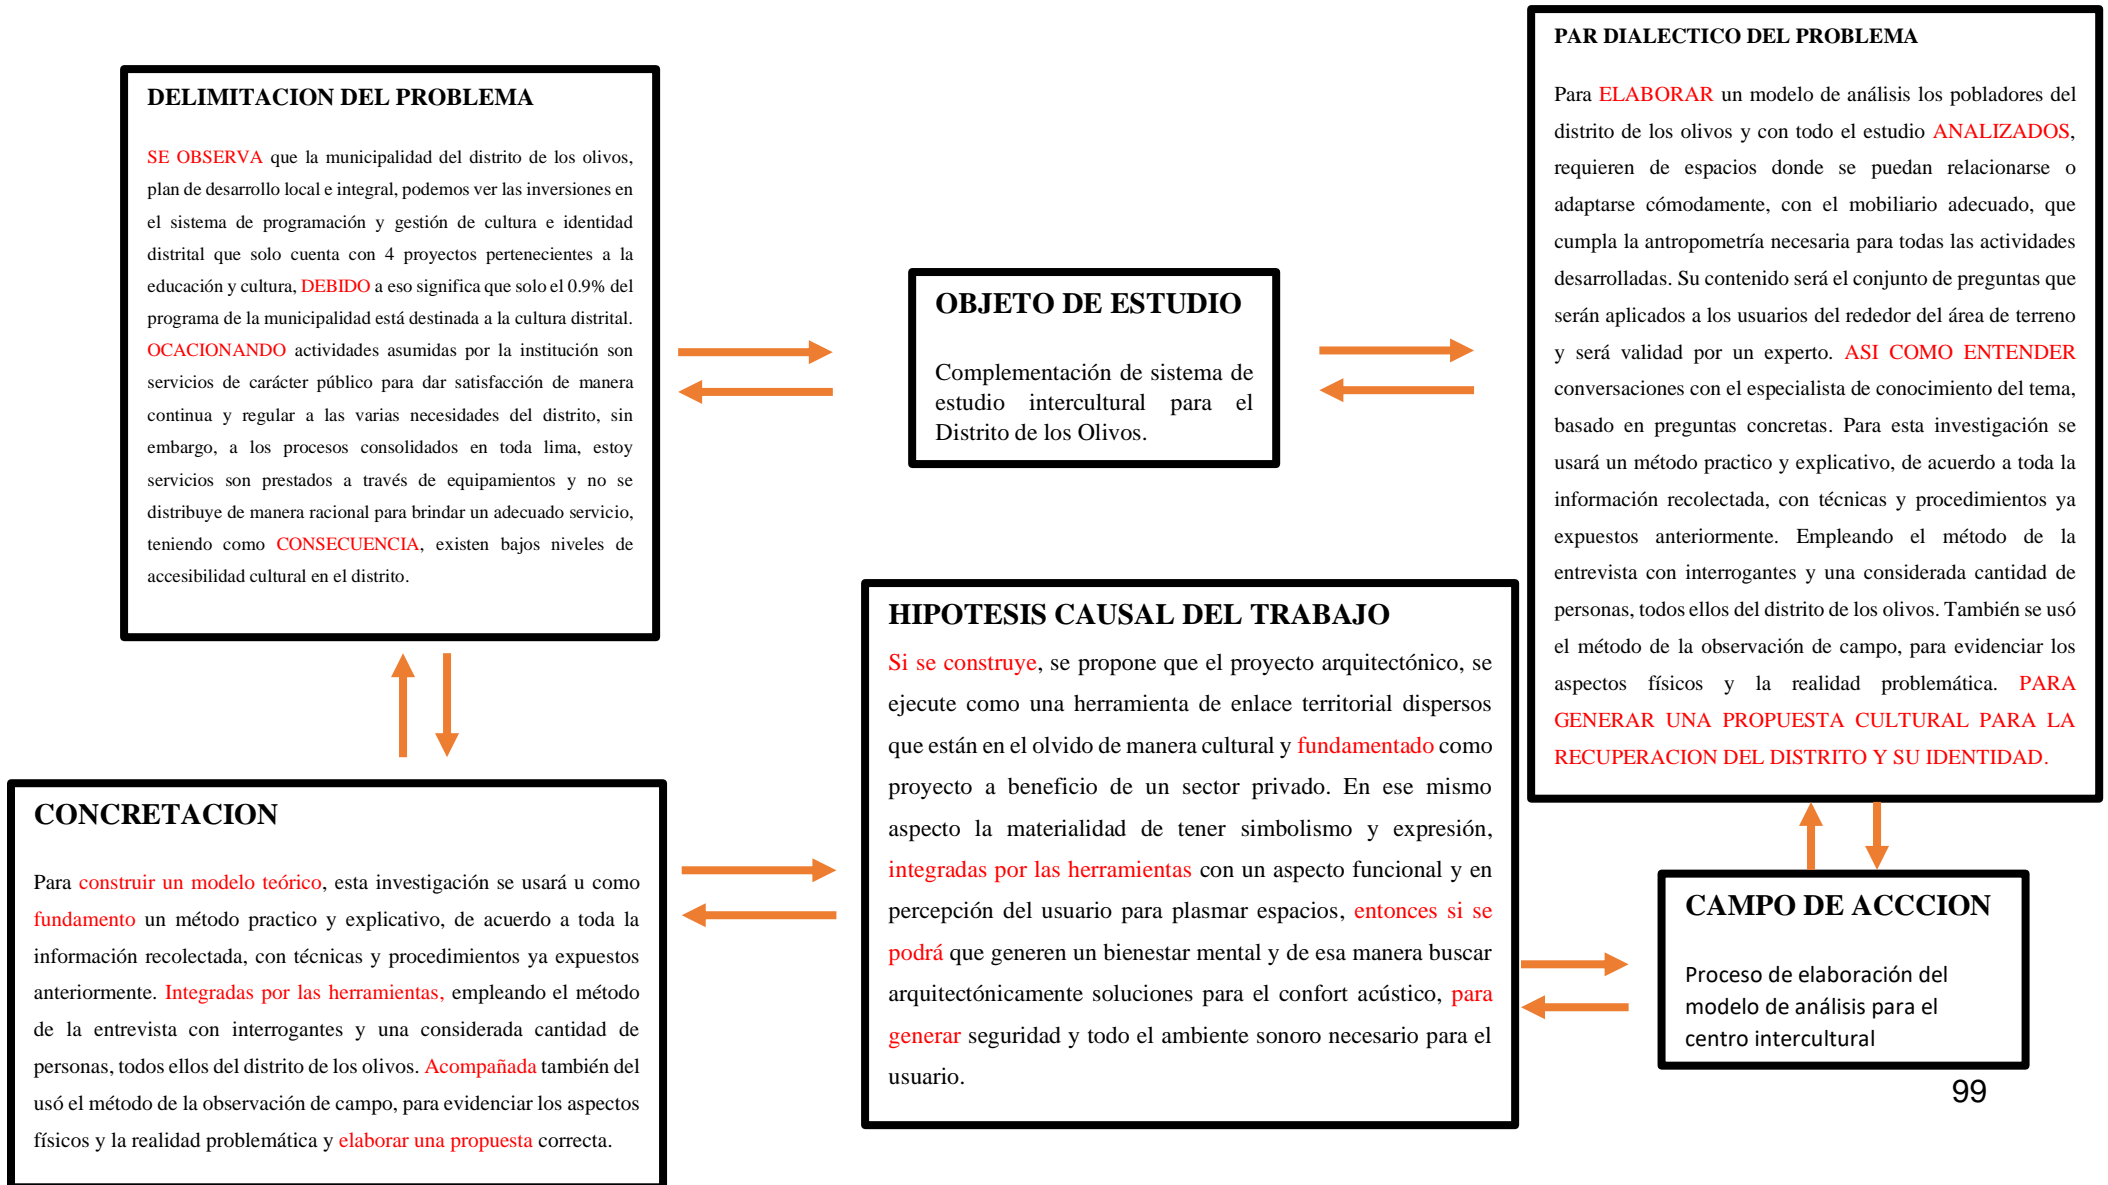 DELIMITACION DEL PROBLEMA
SE OBSERVA que la municipalidad del distrito de los olivos,
plan de desarrollo local e integral, podemos ver las inversiones en
el sistema de programación y gestión de cultura e identidad
distrital que solo cuenta con 4 proyectos pertenecientes a la
educación y cultura, DEBIDO a eso significa que solo el 0.9% del
programa de la municipalidad está destinada a la cultura distrital.
OCACIONANDO actividades asumidas por la institución son
servicios de carácter público para dar satisfacción de manera
continua y regular a las varias necesidades del distrito, sin
embargo, a los procesos consolidados en toda lima, estoy
servicios son prestados a través de equipamientos y no se
distribuye de manera racional para brindar un adecuado servicio,
teniendo como CONSECUENCIA, existen bajos niveles de
accesibilidad cultural en el distrito.
OBJETO DE ESTUDIO
Complementación de sistema de
estudio intercultural para el
Distrito de los Olivos.
PAR DIALECTICO DEL PROBLEMA
Para ELABORAR un modelo de análisis los pobladores del
distrito de los olivos y con todo el estudio ANALIZADOS,
requieren de espacios donde se puedan relacionarse o
adaptarse cómodamente, con el mobiliario adecuado, que
cumpla la antropometría necesaria para todas las actividades
desarrolladas. Su contenido será el conjunto de preguntas que
serán aplicados a los usuarios del rededor del área de terreno
y será validad por un experto. ASI COMO ENTENDER
conversaciones con el especialista de conocimiento del tema,
basado en preguntas concretas. Para esta investigación se
usará un método practico y explicativo, de acuerdo a toda la
información recolectada, con técnicas y procedimientos ya
expuestos anteriormente. Empleando el método de la
entrevista con interrogantes y una considerada cantidad de
personas, todos ellos del distrito de los olivos. También se usó
el método de la observación de campo, para evidenciar los
aspectos físicos y la realidad problemática. PARA
GENERAR UNA PROPUESTA CULTURAL PARA LA
RECUPERACION DEL DISTRITO Y SU IDENTIDAD.
CONCRETACION
Para construir un modelo teórico, esta investigación se usará u como
fundamento un método practico y explicativo, de acuerdo a toda la
información recolectada, con técnicas y procedimientos ya expuestos
anteriormente. Integradas por las herramientas, empleando el método
de la entrevista con interrogantes y una considerada cantidad de
personas, todos ellos del distrito de los olivos. Acompañada también del
usó el método de la observación de campo, para evidenciar los aspectos
físicos y la realidad problemática y elaborar una propuesta correcta.
HIPOTESIS CAUSAL DEL TRABAJO
Si se construye, se propone que el proyecto arquitectónico, se
ejecute como una herramienta de enlace territorial dispersos
que están en el olvido de manera cultural y fundamentado como
proyecto a beneficio de un sector privado. En ese mismo
aspecto la materialidad de tener simbolismo y expresión,
integradas por las herramientas con un aspecto funcional y en
percepción del usuario para plasmar espacios, entonces si se
podrá que generen un bienestar mental y de esa manera buscar
arquitectónicamente soluciones para el confort acústico, para
generar seguridad y todo el ambiente sonoro necesario para el
usuario.
CAMPO DE ACCCION
Proceso de elaboración del
modelo de análisis para el
centro intercultural
99